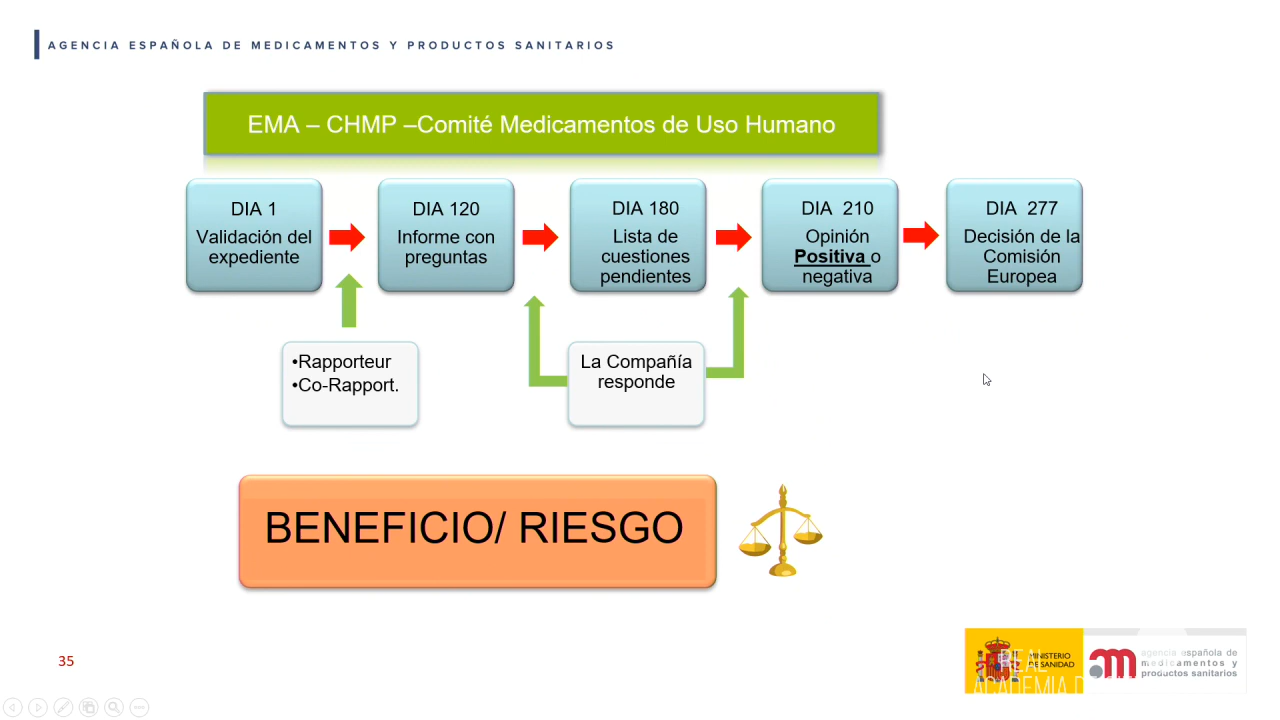 AGENCIA ESPAÑOLA DE MEDICAMENTOS Y PRODUCTOS SANITARIOS
EMA – CHMP –Comité Medicamentos de Uso Humano
DIA 1
Validación del
expediente
DIA 120
Informe con
preguntas
DIA 180
Lista de
cuestiones
pendientes
DIA 210
Opinión
Positiva o
negativa
DIA 277
Decisión de la
Comisión
Europea
•Rapporteur
•Co-Rapport.
La Compañía
responde
BENEFICIO/ RIESGO
35
MINISTERIO
DE SANIDAD
agencia española de
medicamentos y
productos sanitarios
REAL
ACADEMIA